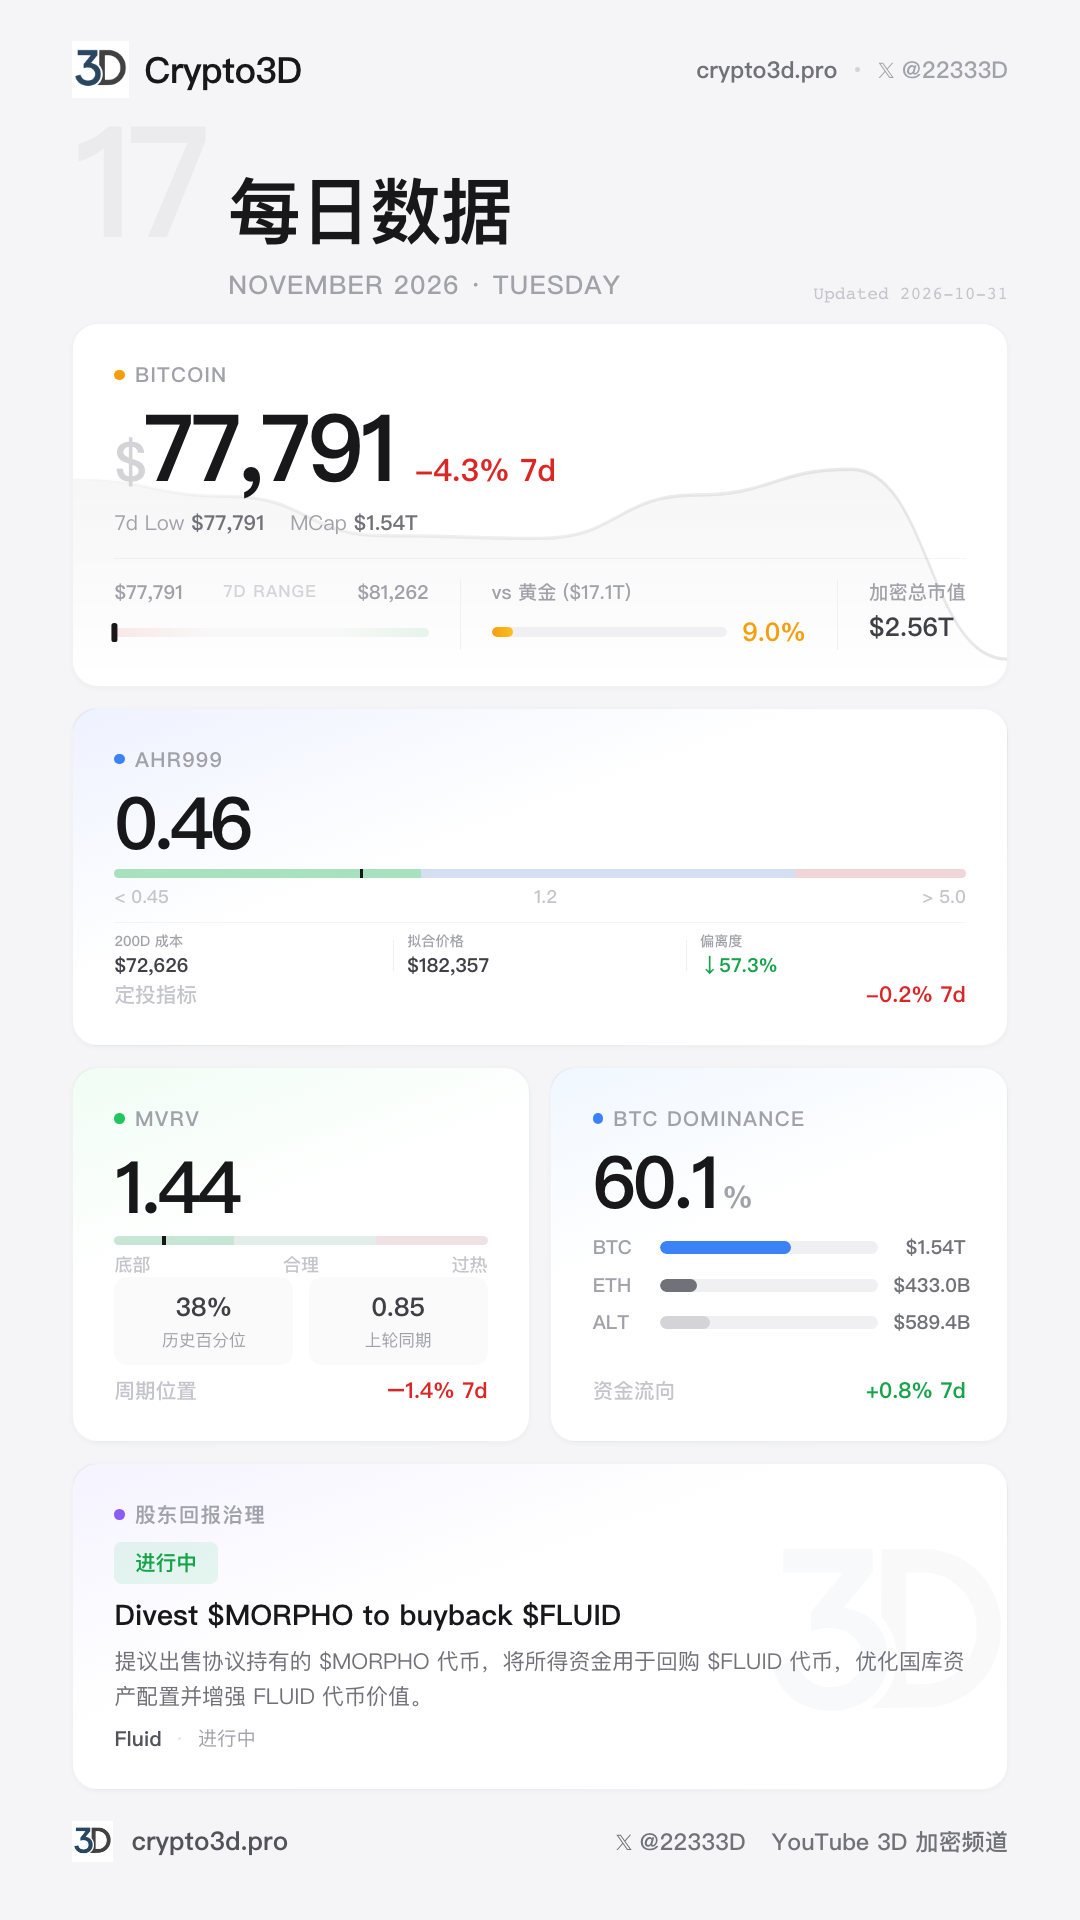 3D Crypto3D
crypto3d.pro · 𝕏 @22333D
17
每日数据
NOVEMBER 2026 · TUESDAY
Updated 2026-10-31
BITCOIN
$77,791 −4.3% 7d
7d Low $77,791 MCap $1.54T
$77,791 7D RANGE $81,262
vs 黄金 ($17.1T)
9.0%
加密总市值
$2.56T
AHR999
0.46
< 0.45 1.2 > 5.0
200D 成本 拟合价格 偏离度
$72,626 $182,357 ↓57.3%
定投指标 −0.2% 7d
MVRV
1.44
底部 合理 过热
38% 0.85
历史百分位 上轮同期
周期位置 −1.4% 7d
BTC DOMINANCE
60.1%
BTC $1.54T
ETH $433.0B
ALT $589.4B
资金流向 +0.8% 7d
股东回报治理
进行中
Divest $MORPHO to buyback $FLUID
提议出售协议持有的 $MORPHO 代币，将所得资金用于回购 $FLUID 代币，优化国库资
产配置并增强 FLUID 代币价值。
Fluid · 进行中
3D
3D crypto3d.pro
𝕏 @22333D YouTube 3D 加密频道